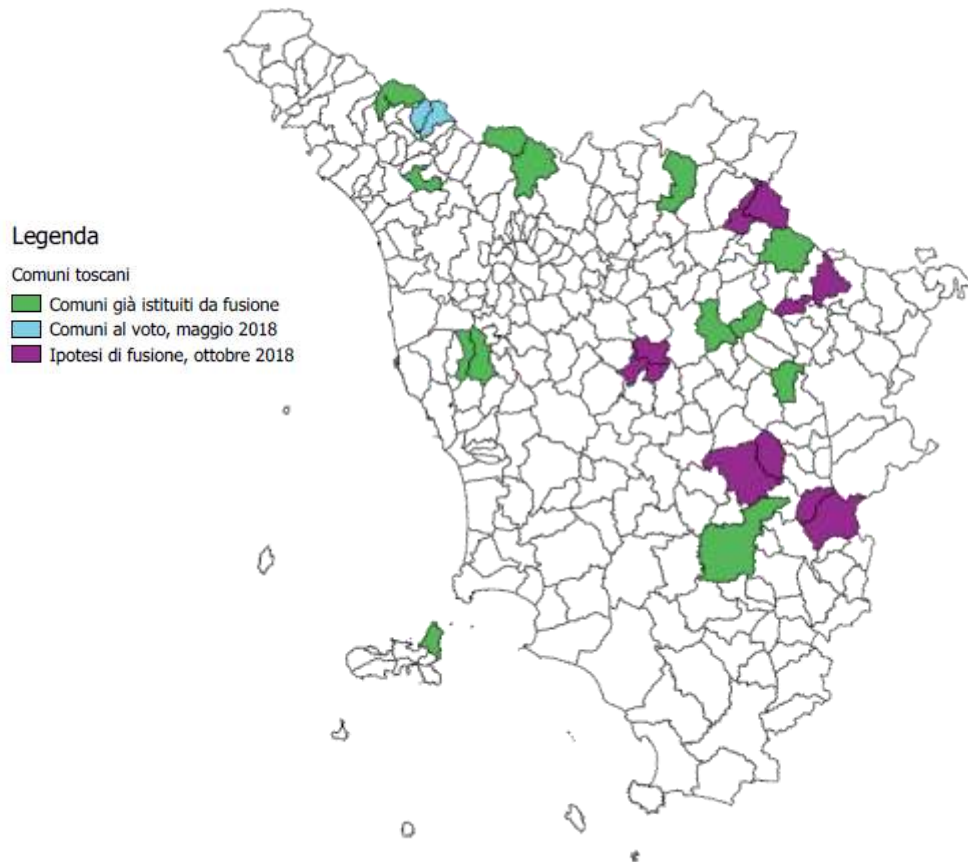 Legenda
Comuni toscani
Comuni già istituiti da fusione
Comuni al voto, maggio 2018
Ipotesi di fusione, ottobre 2018